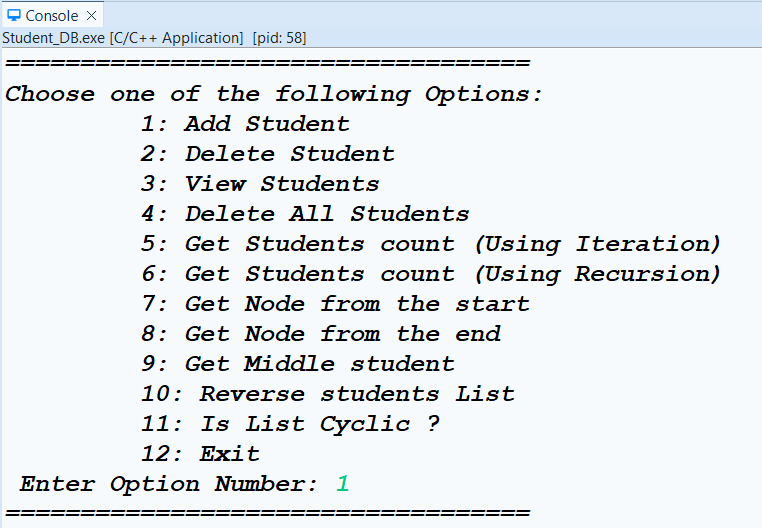 Console
Student_DB.exe [C/C++ Application] [pid: 58]
===================================
Choose one of the following Options:
1: Add Student
2: Delete Student
3: View Students
4: Delete All Students
5: Get Students count (Using Iteration)
6: Get Students count (Using Recursion)
7: Get Node from the start
8: Get Node from the end
9: Get Middle student
10: Reverse students List
11: Is List Cyclic ?
12: Exit
Enter Option Number: 1
===================================